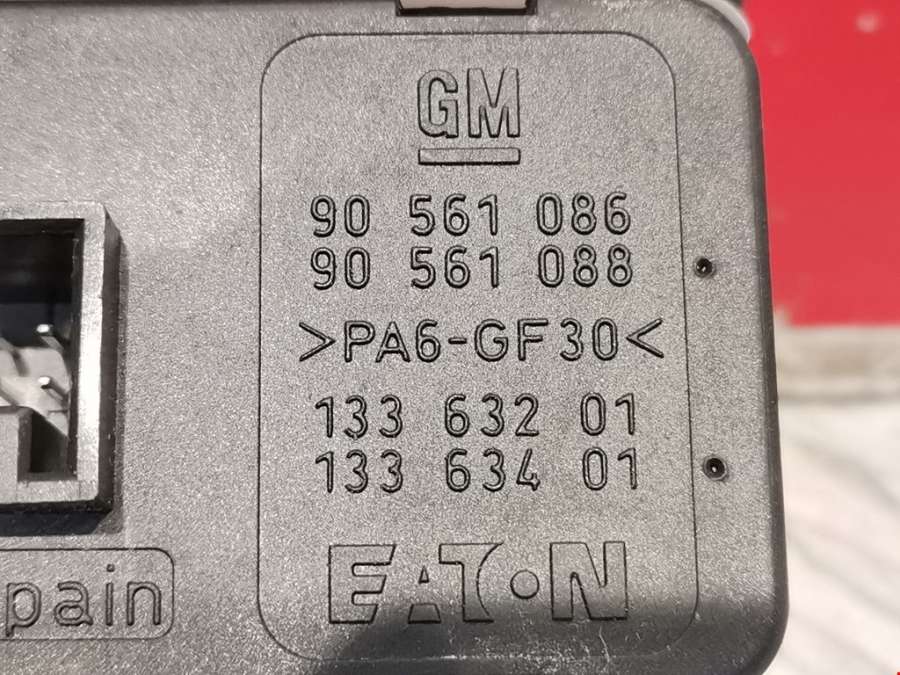 GM
90 561 086
90 561 088
>PA6-GF30<
133 632 01
133 634 01
EATON
pain